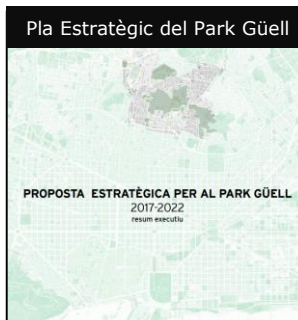 Pla Estratègic del Park Güell
PROPOSTA ESTRATÈGICA PER AL PARK GÜELL
2017-2022
resum executiu